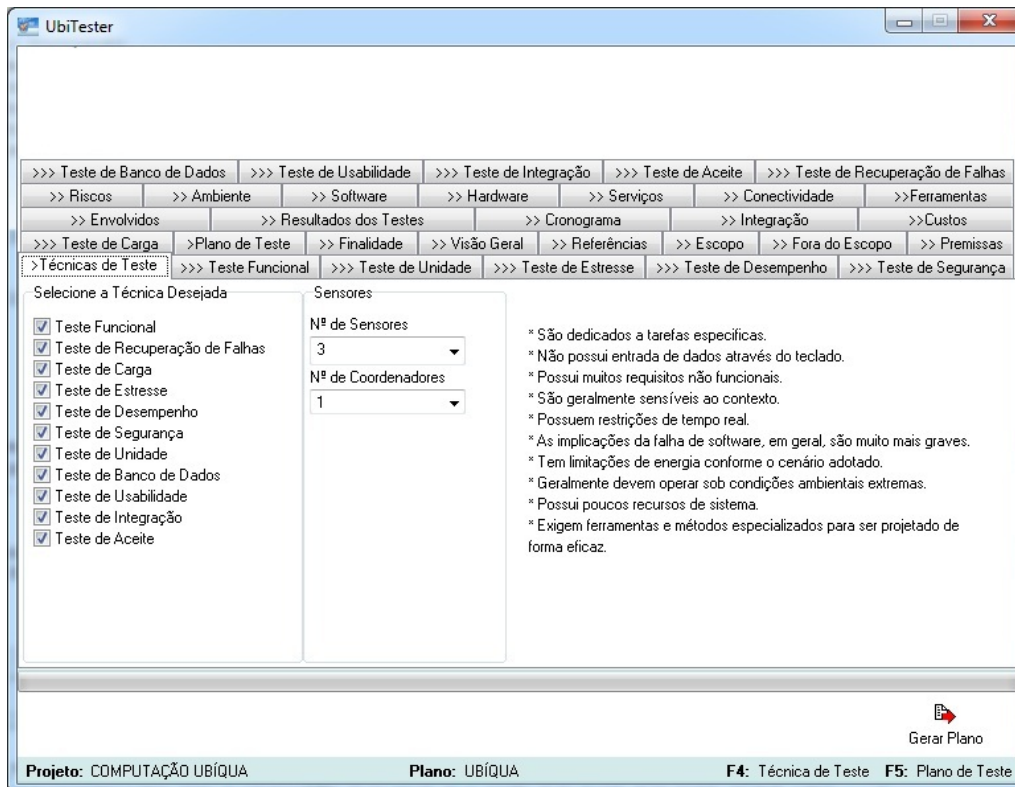 UbiTester
>>> Teste de Banco de Dados >>> Teste de Usabilidade >>> Teste de Integração >>> Teste de Aceite >>> Teste de Recuperação de Falhas
>> Riscos >> Ambiente >> Software >> Hardware >> Serviços >> Conectividade >>Ferramentas
>> Envolvidos >> Resultados dos Testes >> Cronograma >> Integração >>Custos
>>> Teste de Carga >Plano de Teste >> Finalidade >> Visão Geral >> Referências >> Escopo >> Fora do Escopo >> Premissas
>Técnicas de Teste >>> Teste Funcional >>> Teste de Unidade >>> Teste de Estresse >>> Teste de Desempenho >>> Teste de Segurança
Selecione a Técnica Desejada
Teste Funcional
Teste de Recuperação de Falhas
Teste de Carga
Teste de Estresse
Teste de Desempenho
Teste de Segurança
Teste de Unidade
Teste de Banco de Dados
Teste de Usabilidade
Teste de Integração
Teste de Aceite
Sensores
Nº de Sensores
3
Nº de Coordenadores
1
* São dedicados a tarefas especificas.
* Não possui entrada de dados através do teclado.
* Possui muitos requisitos não funcionais.
* São geralmente sensíveis ao contexto.
* Possuem restrições de tempo real.
* As implicações da falha de software, em geral, são muito mais graves.
* Tem limitações de energia conforme o cenário adotado.
* Geralmente devem operar sob condições ambientais extremas.
* Possui poucos recursos de sistema.
* Exigem ferramentas e métodos especializados para ser projetado de
forma eficaz.
Gerar Plano
Projeto: COMPUTAÇÃO UBÍQUA Plano: UBÍQUA F4: Técnica de Teste F5: Plano de Teste